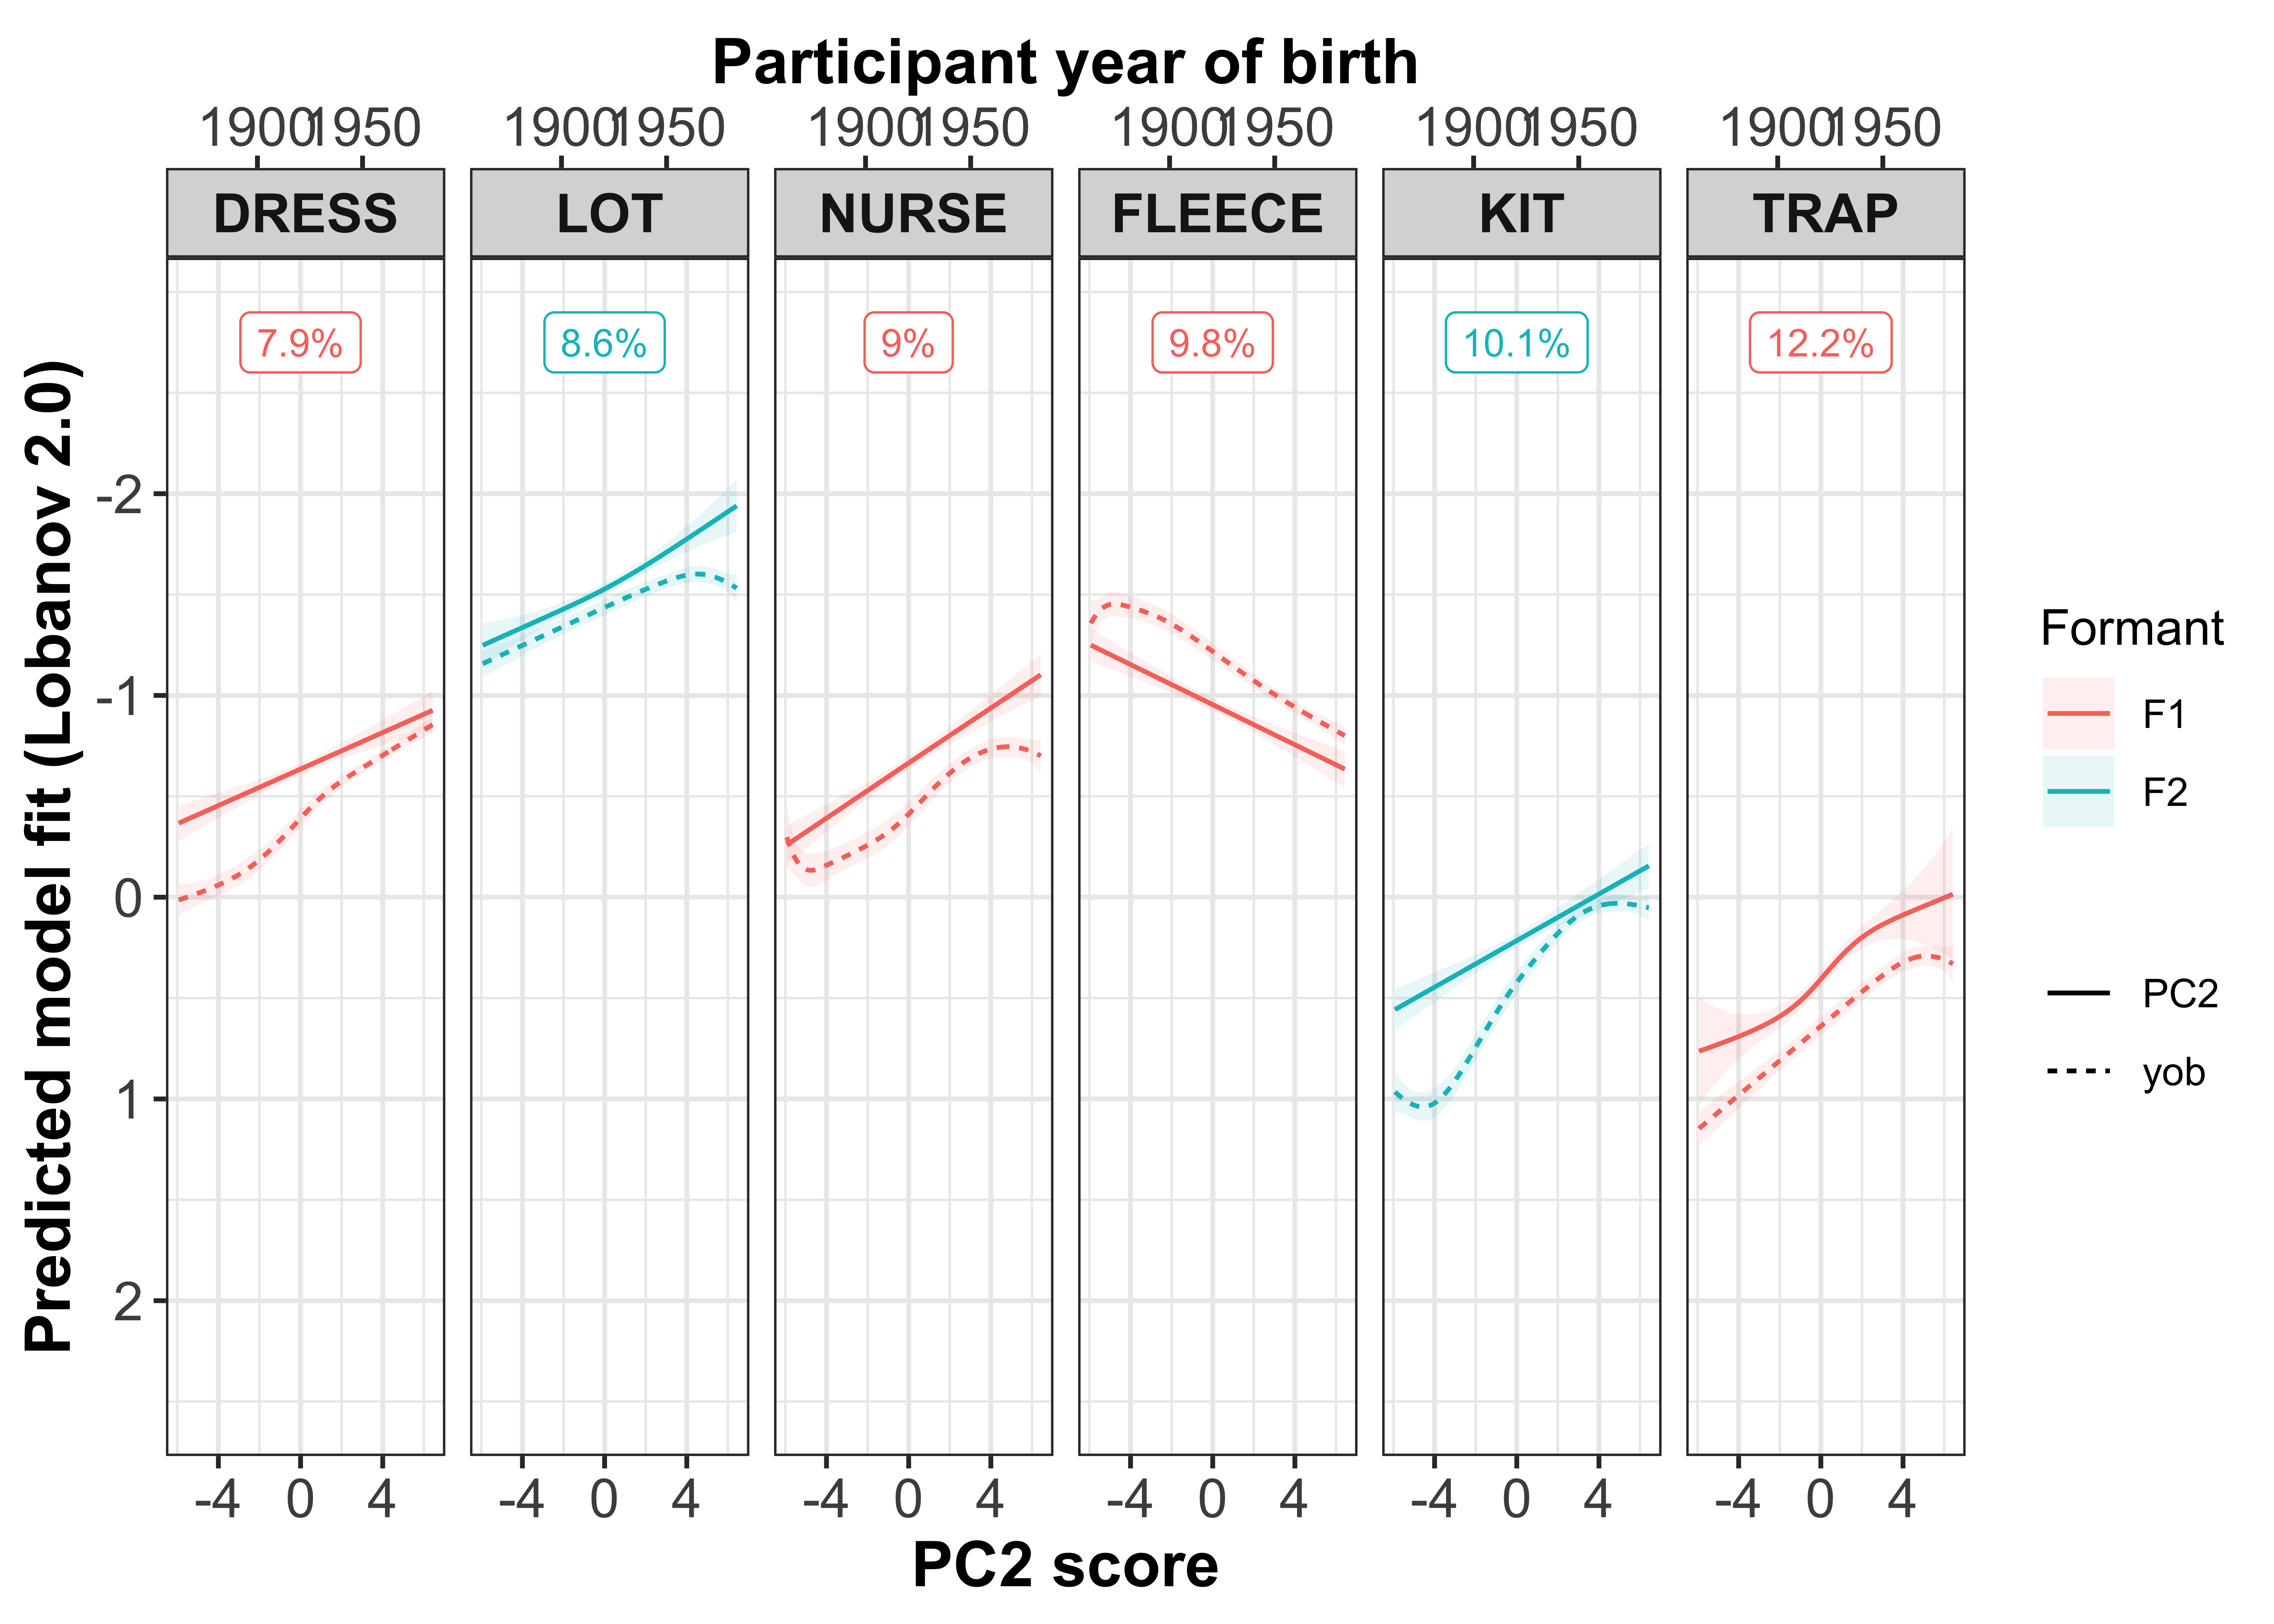 Participant year of birth
1900 1950 1900 1950 1900 1950 1900 1950 1900 1950 1900 1950
DRESS LOT NURSE FLEECE KIT TRAP
7.9% 8.6% 9% 9.8% 10.1% 12.2%
Predicted model fit (Lobanov 2.0)
-2
-1
0
1
2
-4 0 4 -4 0 4 -4 0 4 -4 0 4 -4 0 4 -4 0 4
PC2 score
Formant
F1
F2
PC2
yob